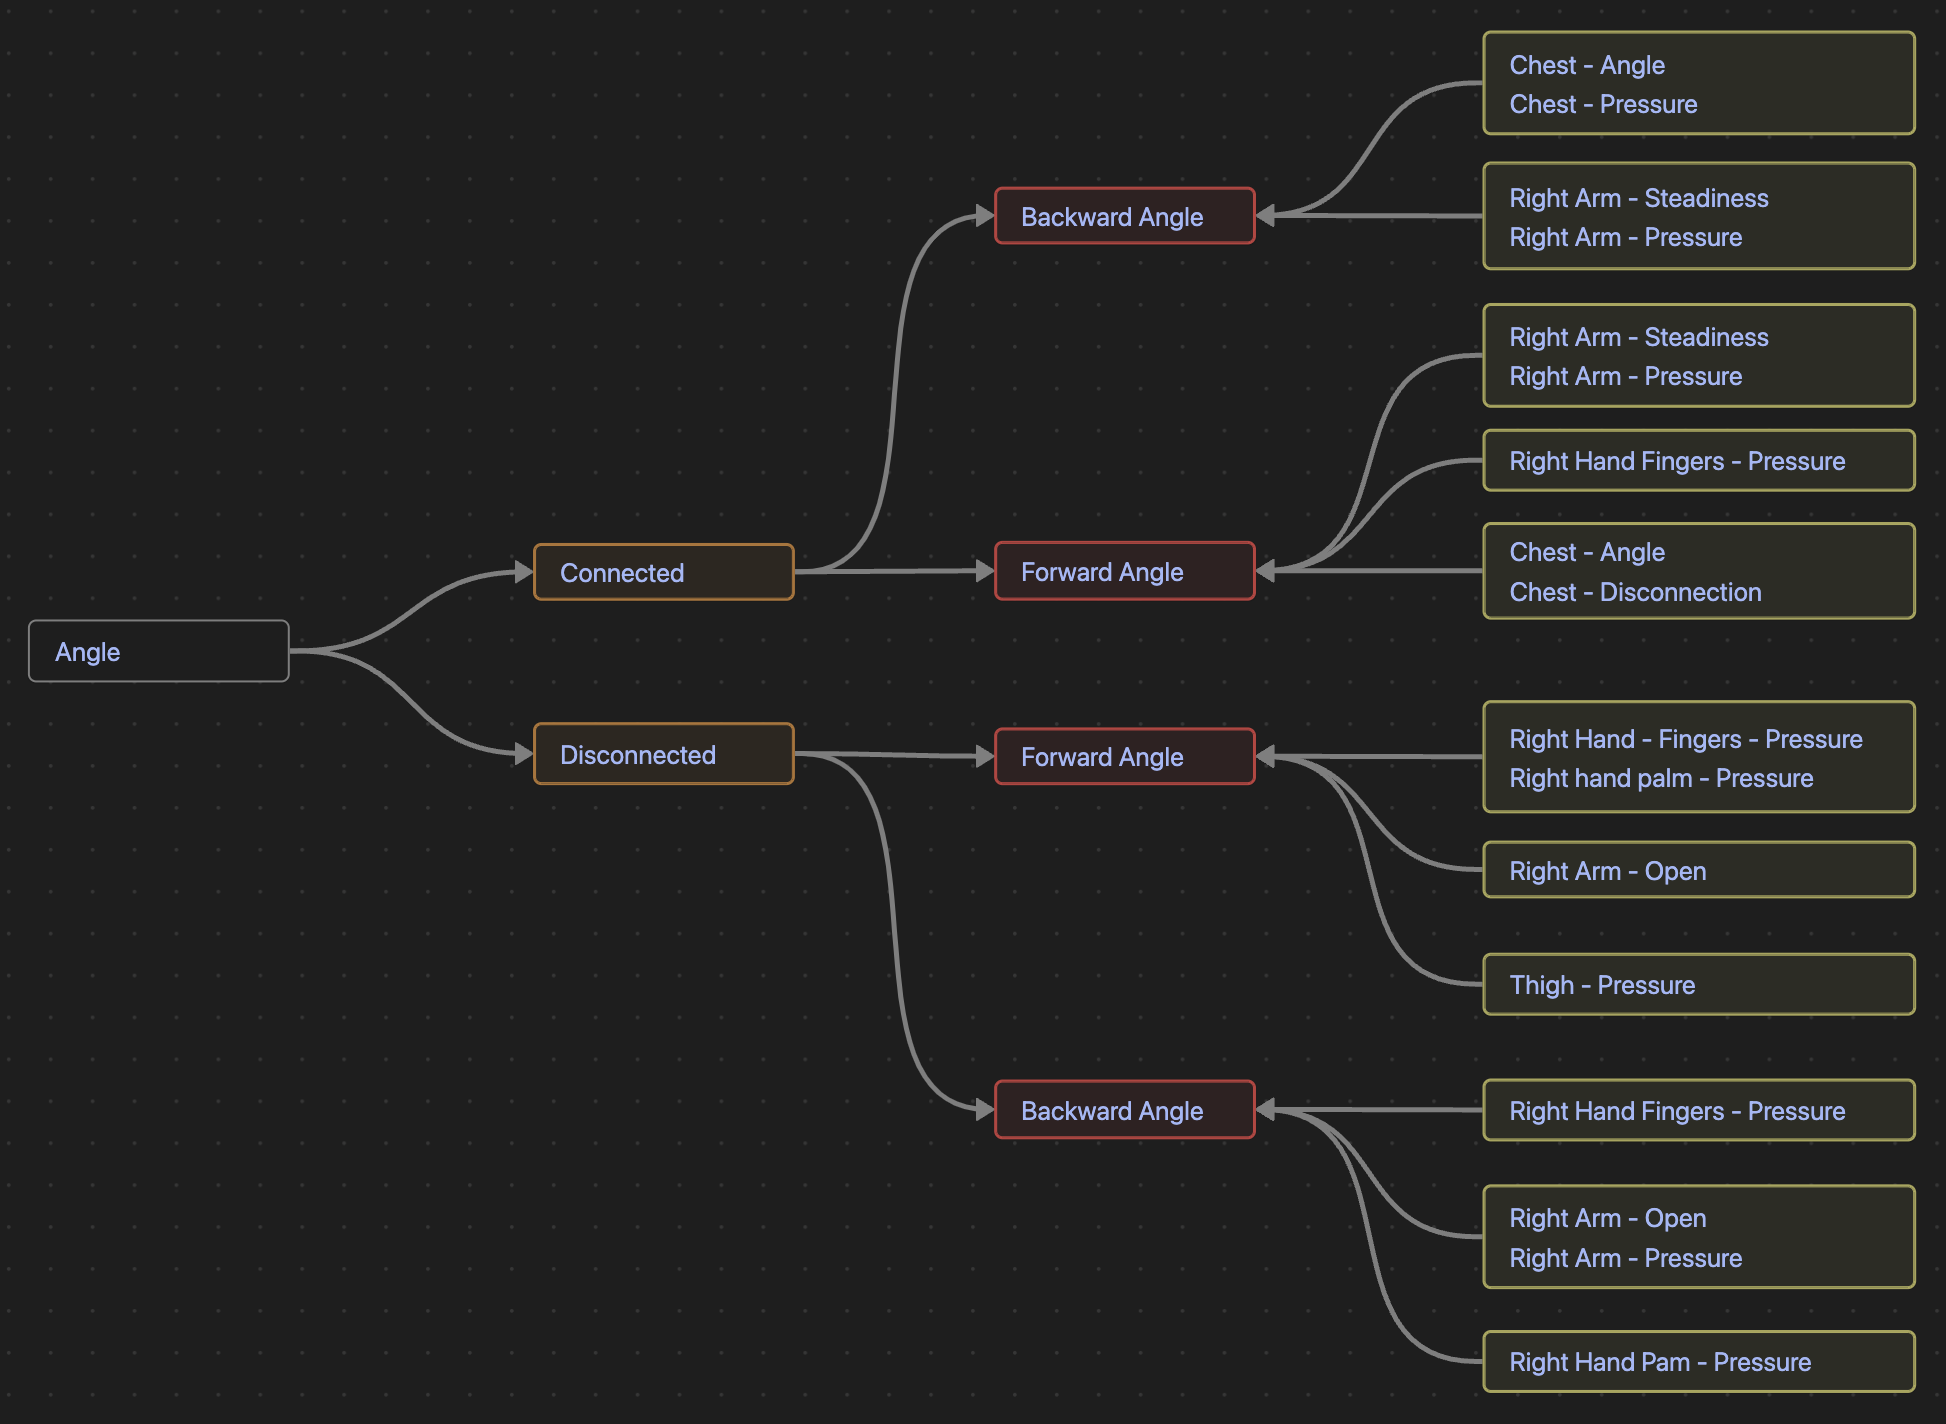 Angle
Connected
Disconnected
Backward Angle
Forward Angle
Forward Angle
Backward Angle
Chest - Angle
Chest - Pressure
Right Arm - Steadiness
Right Arm - Pressure
Right Arm - Steadiness
Right Arm - Pressure
Right Hand Fingers - Pressure
Chest - Angle
Chest - Disconnection
Right Hand - Fingers - Pressure
Right hand palm - Pressure
Right Arm - Open
Thigh - Pressure
Right Hand Fingers - Pressure
Right Arm - Open
Right Arm - Pressure
Right Hand Pam - Pressure